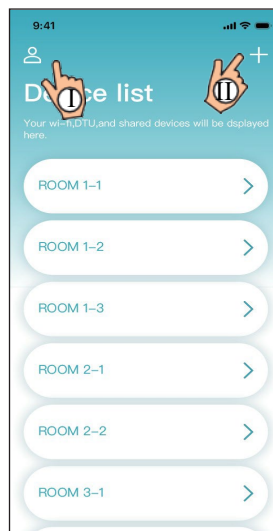 9:41
I
II
Device list
Your wi-fi,DTU,and shared devices will be dsplayed
here.
ROOM 1-1
ROOM 1-2
ROOM 1-3
ROOM 2-1
ROOM 2-2
ROOM 3-1